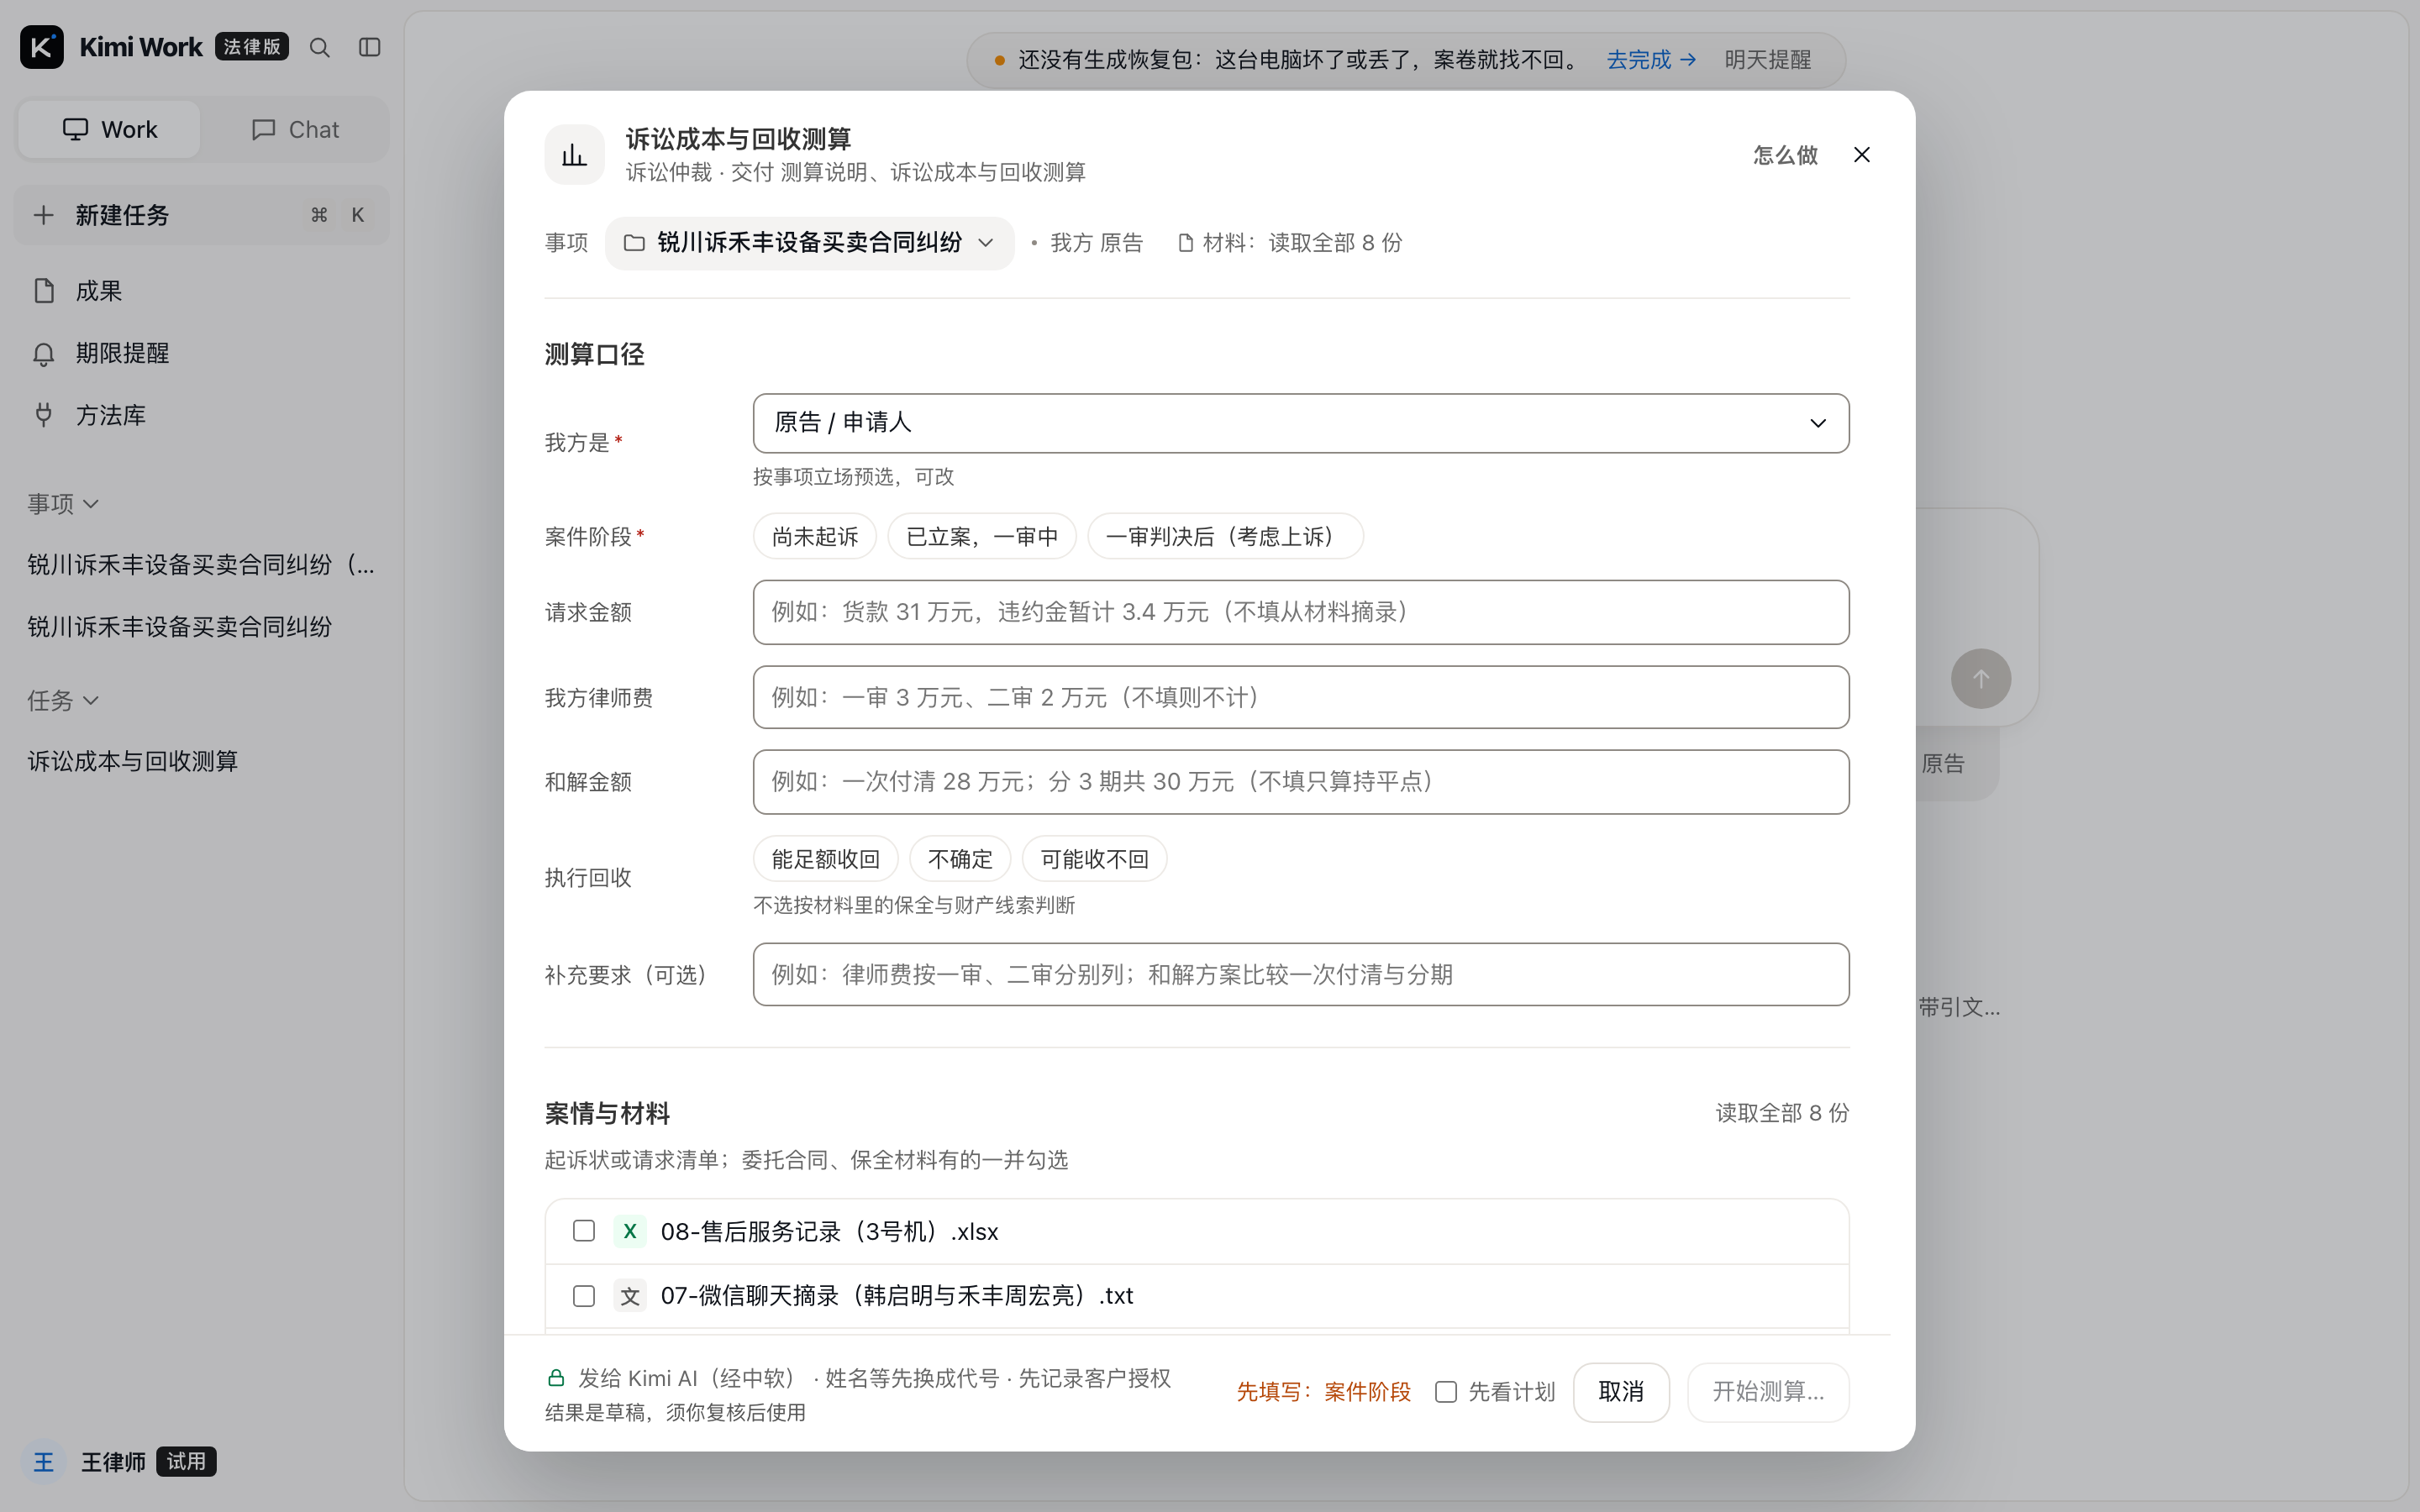 Kimi Work 法律版
Work
Chat
新建任务 ⌘ K
成果
期限提醒
方法库
事项
锐川诉禾丰设备买卖合同纠纷（...
锐川诉禾丰设备买卖合同纠纷
任务
诉讼成本与回收测算
王 王律师 试用
还没有生成恢复包：这台电脑坏了或丢了，案卷就找不回。 去完成 → 明天提醒
诉讼成本与回收测算
诉讼仲裁 · 交付 测算说明、诉讼成本与回收测算
怎么做
事项 锐川诉禾丰设备买卖合同纠纷 • 我方 原告 材料：读取全部 8 份
测算口径
我方是* 原告 / 申请人
按事项立场预选，可改
案件阶段* 尚未起诉 已立案，一审中 一审判决后（考虑上诉）
请求金额 例如：货款 31 万元，违约金暂计 3.4 万元（不填从材料摘录）
我方律师费 例如：一审 3 万元、二审 2 万元（不填则不计）
和解金额 例如：一次付清 28 万元；分 3 期共 30 万元（不填只算持平点）
执行回收 能足额收回 不确定 可能收不回
不选按材料里的保全与财产线索判断
补充要求（可选） 例如：律师费按一审、二审分别列；和解方案比较一次付清与分期
案情与材料 读取全部 8 份
起诉状或请求清单；委托合同、保全材料有的一并勾选
X 08-售后服务记录（3号机）.xlsx
文 07-微信聊天摘录（韩启明与禾丰周宏亮）.txt
发给 Kimi AI（经中软） · 姓名等先换成代号 · 先记录客户授权
结果是草稿，须你复核后使用
先填写：案件阶段 先看计划 取消 开始测算...
原告
带引文...